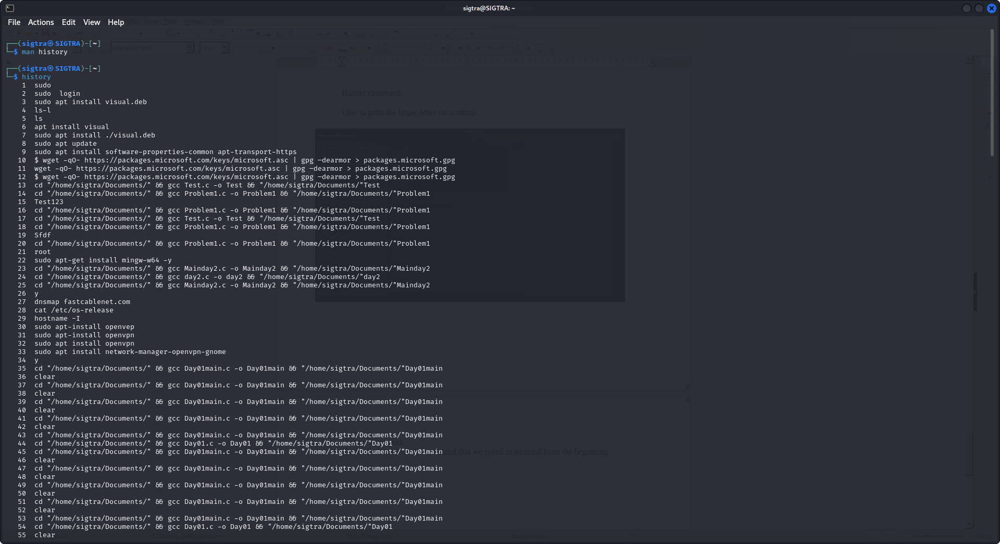 sigtra@SIGTRA: ~
File Actions Edit View Help
┌──(sigtra㉿SIGTRA)-[~]
└─$ man history
┌──(sigtra㉿SIGTRA)-[~]
└─$ history
1 sudo
2 sudo  login
3 sudo apt install visual.deb
4 ls-l
5 ls
6 apt install visual
7 sudo apt install ./visual.deb
8 sudo apt update
9 sudo apt install software-properties-common apt-transport-https
10 $ wget -qO- https://packages.microsoft.com/keys/microsoft.asc | gpg –dearmor > packages.microsoft.gpg
11 wget -qO- https://packages.microsoft.com/keys/microsoft.asc | gpg –dearmor > packages.microsoft.gpg
12 $ wget -qO- https://packages.microsoft.com/keys/microsoft.asc | gpg –dearmor > packages.microsoft.gpg
13 cd "/home/sigtra/Documents/" && gcc Test.c -o Test && "/home/sigtra/Documents/"Test
14 cd "/home/sigtra/Documents/" && gcc Problem1.c -o Problem1 && "/home/sigtra/Documents/"Problem1
15 Test123
16 cd "/home/sigtra/Documents/" && gcc Problem1.c -o Problem1 && "/home/sigtra/Documents/"Problem1
17 cd "/home/sigtra/Documents/" && gcc Test.c -o Test && "/home/sigtra/Documents/"Test
18 cd "/home/sigtra/Documents/" && gcc Problem1.c -o Problem1 && "/home/sigtra/Documents/"Problem1
19 Sfdf
20 cd "/home/sigtra/Documents/" && gcc Problem1.c -o Problem1 && "/home/sigtra/Documents/"Problem1
21 root
22 sudo apt-get install mingw-w64 -y
23 cd "/home/sigtra/Documents/" && gcc Mainday2.c -o Mainday2 && "/home/sigtra/Documents/"Mainday2
24 cd "/home/sigtra/Documents/" && gcc day2.c -o day2 && "/home/sigtra/Documents/"day2
25 cd "/home/sigtra/Documents/" && gcc Mainday2.c -o Mainday2 && "/home/sigtra/Documents/"Mainday2
26 y
27 dnsmap fastcablenet.com
28 cat /etc/os-release
29 hostname -I
30 sudo apt-install openvep
31 sudo apt-install openvpn
32 sudo apt install openvpn
33 sudo apt install network-manager-openvpn-gnome
34 y
35 cd "/home/sigtra/Documents/" && gcc Day01main.c -o Day01main && "/home/sigtra/Documents/"Day01main
36 clear
37 cd "/home/sigtra/Documents/" && gcc Day01main.c -o Day01main && "/home/sigtra/Documents/"Day01main
38 clear
39 cd "/home/sigtra/Documents/" && gcc Day01main.c -o Day01main && "/home/sigtra/Documents/"Day01main
40 clear
41 cd "/home/sigtra/Documents/" && gcc Day01main.c -o Day01main && "/home/sigtra/Documents/"Day01main
42 clear
43 cd "/home/sigtra/Documents/" && gcc Day01main.c -o Day01main && "/home/sigtra/Documents/"Day01main
44 cd "/home/sigtra/Documents/" && gcc Day01.c -o Day01 && "/home/sigtra/Documents/"Day01
45 cd "/home/sigtra/Documents/" && gcc Day01main.c -o Day01main && "/home/sigtra/Documents/"Day01main
46 clear
47 cd "/home/sigtra/Documents/" && gcc Day01main.c -o Day01main && "/home/sigtra/Documents/"Day01main
48 clear
49 cd "/home/sigtra/Documents/" && gcc Day01main.c -o Day01main && "/home/sigtra/Documents/"Day01main
50 clear
51 cd "/home/sigtra/Documents/" && gcc Day01main.c -o Day01main && "/home/sigtra/Documents/"Day01main
52 clear
53 cd "/home/sigtra/Documents/" && gcc Day01main.c -o Day01main && "/home/sigtra/Documents/"Day01main
54 cd "/home/sigtra/Documents/" && gcc Day01.c -o Day01 && "/home/sigtra/Documents/"Day01
55 clear
Window Help
Liberation Serif
12 pt
Banner command:
User to print the larger letter on terminal
that we typed in terminal from the beginning
Default Page Style
English (USA)